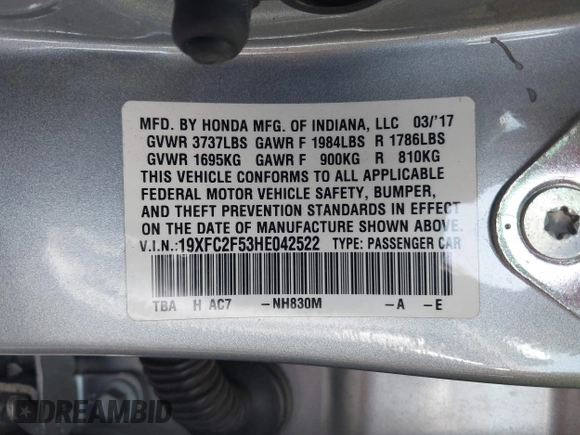 MFD. BY HONDA MFG. OF INDIANA, LLC 03/'17
GVWR 3737LBS GAWR F 1984LBS R 1786LBS
GVWR 1695KG GAWR F 900KG R 810KG
THIS VEHICLE CONFORMS TO ALL APPLICABLE
FEDERAL MOTOR VEHICLE SAFETY, BUMPER,
AND THEFT PREVENTION STANDARDS IN EFFECT
ON THE DATE OF MANUFACTURE SHOWN ABOVE.
V.I.N.:19XFC2F53HE042522 TYPE: PASSENGER CAR
TBA H AC7 -NH830M -A -E
DREAMBID